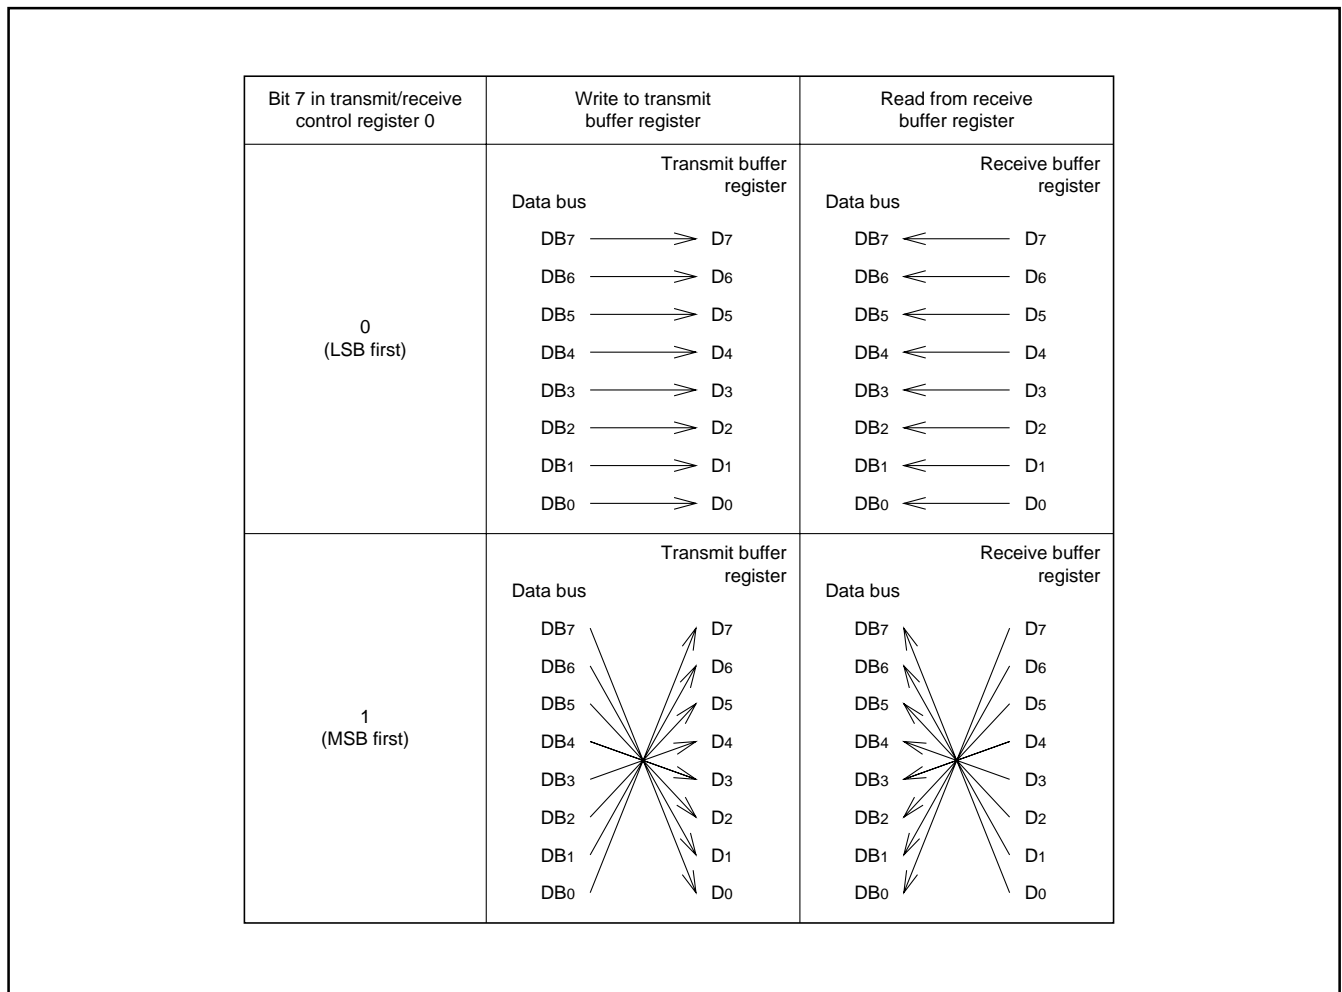 Bit 7 in transmit/receive
control register 0
Write to transmit
buffer register
Read from receive
buffer register
0
(LSB first)
Transmit buffer
register
Data bus
DB7 D7
DB6 D6
DB5 D5
DB4 D4
DB3 D3
DB2 D2
DB1 D1
DB0 D0
Receive buffer
register
Data bus
DB7 D7
DB6 D6
DB5 D5
DB4 D4
DB3 D3
DB2 D2
DB1 D1
DB0 D0
1
(MSB first)
Transmit buffer
register
Data bus
DB7 D7
DB6 D6
DB5 D5
DB4 D4
DB3 D3
DB2 D2
DB1 D1
DB0 D0
Receive buffer
register
Data bus
DB7 D7
DB6 D6
DB5 D5
DB4 D4
DB3 D3
DB2 D2
DB1 D1
DB0 D0